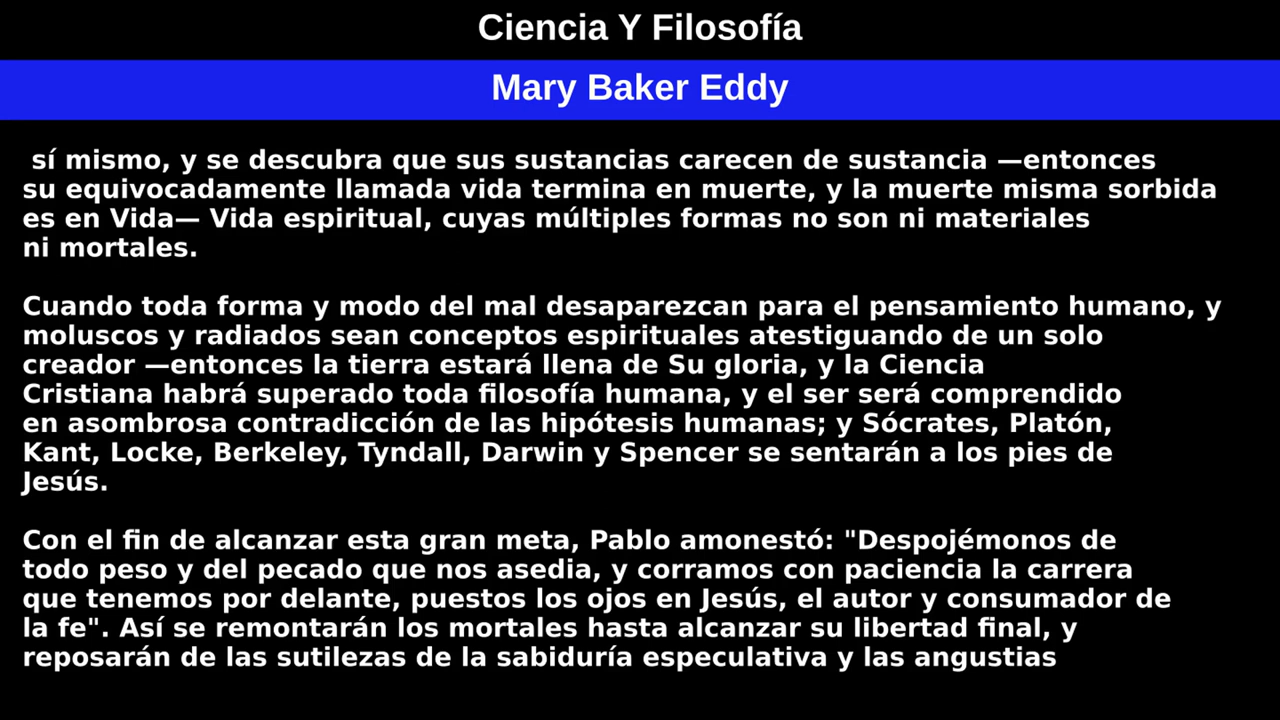 Ciencia Y Filosofía
Mary Baker Eddy
sí mismo, y se descubra que sus sustancias carecen de sustancia —entonces
su equivocadamente llamada vida termina en muerte, y la muerte misma sorbida
es en Vida— Vida espiritual, cuyas múltiples formas no son ni materiales
ni mortales.
Cuando toda forma y modo del mal desaparezcan para el pensamiento humano, y
moluscos y radiados sean conceptos espirituales atestiguando de un solo
creador —entonces la tierra estará llena de Su gloria, y la Ciencia
Cristiana habrá superado toda filosofía humana, y el ser será comprendido
en asombrosa contradicción de las hipótesis humanas; y Sócrates, Platón,
Kant, Locke, Berkeley, Tyndall, Darwin y Spencer se sentarán a los pies de
Jesús.
Con el fin de alcanzar esta gran meta, Pablo amonestó: "Despojémonos de
todo peso y del pecado que nos asedia, y corramos con paciencia la carrera
que tenemos por delante, puestos los ojos en Jesús, el autor y consumador de
la fe". Así se remontarán los mortales hasta alcanzar su libertad final, y
reposarán de las sutilezas de la sabiduría especulativa y las angustias